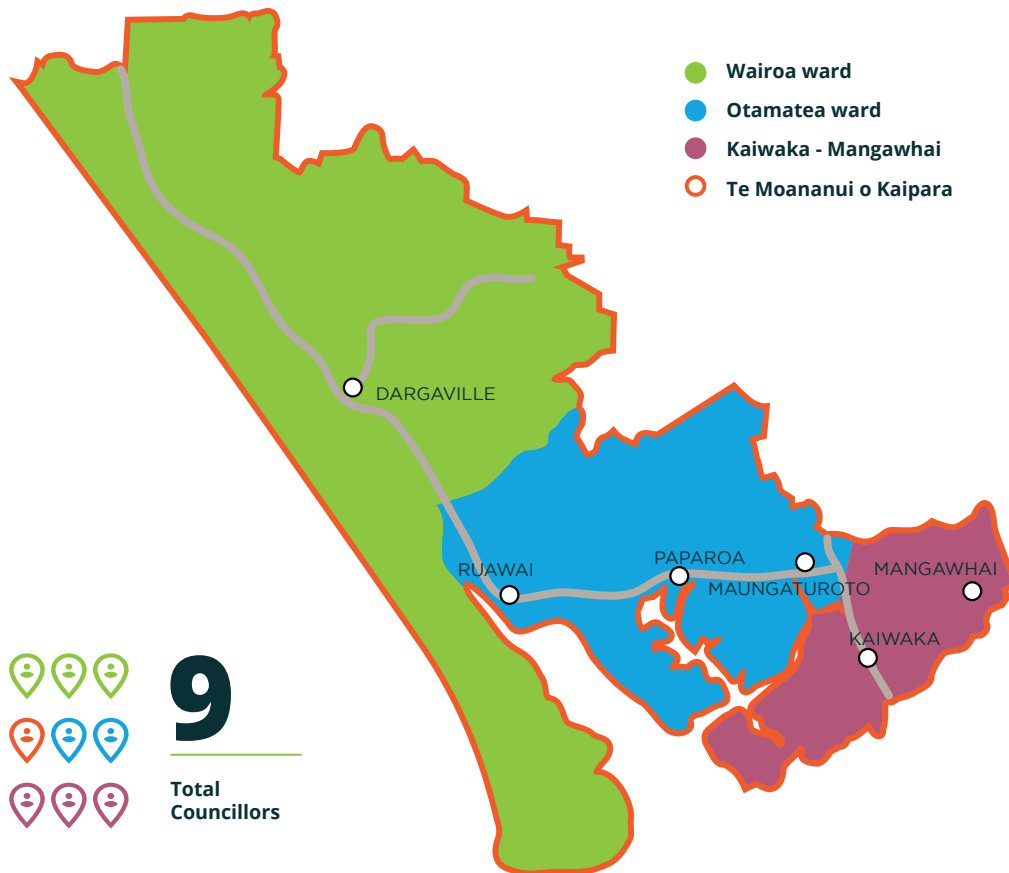 Wairoa ward
Otamatea ward
Kaiwaka - Mangawhai
Te Moananui o Kaipara
DARGAVILLE
RUAWAI
PAPAROA
MAUNGATUROTO
MANGAWHAI
KAIWAKA
9
Total
Councillors